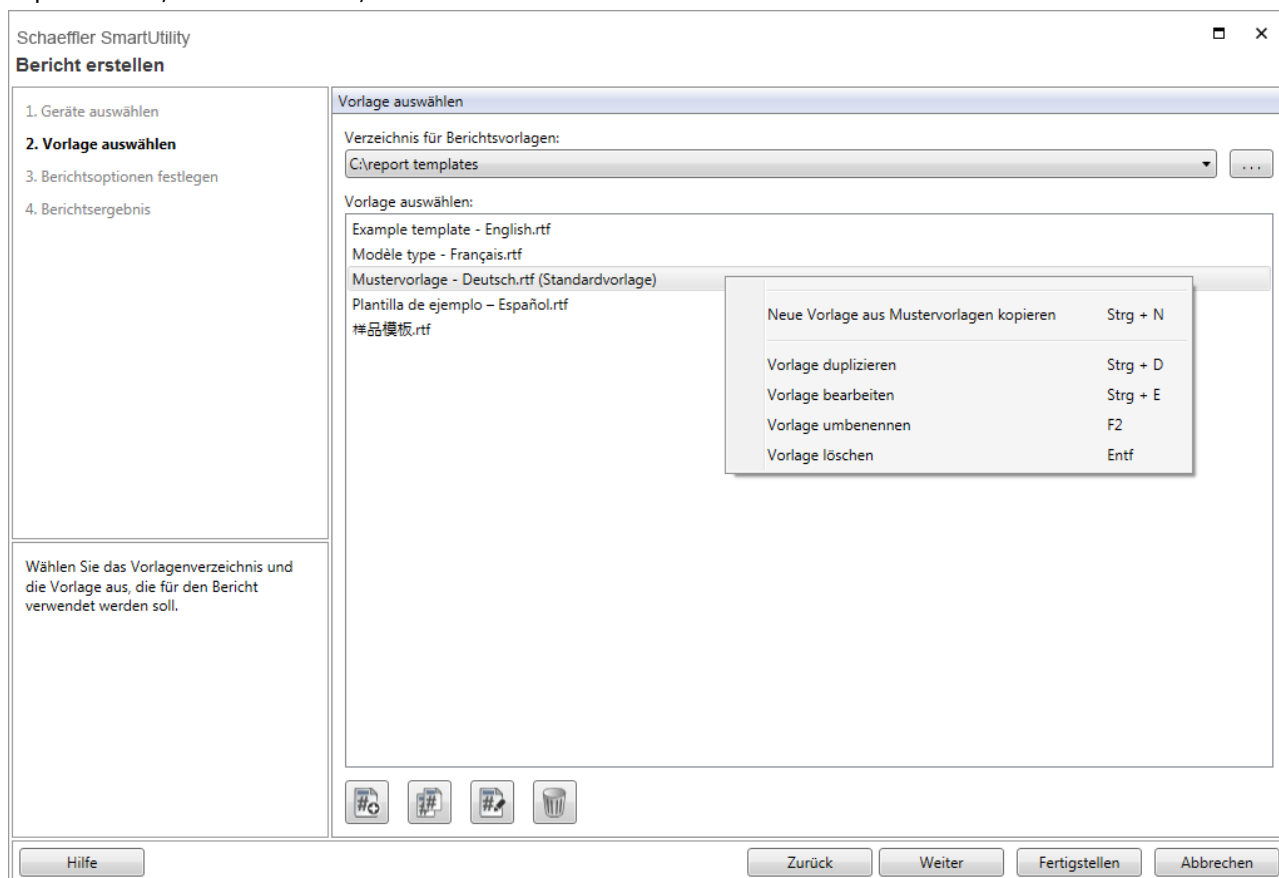 Schaeffler SmartUtility
Bericht erstellen
1. Geräte auswählen
2. Vorlage auswählen
3. Berichtsoptionen festlegen
4. Berichtsergebnis
Wählen Sie das Vorlagenverzeichnis und
die Vorlage aus, die für den Bericht
verwendet werden soll.
Vorlage auswählen
Verzeichnis für Berichtsvorlagen:
C:\report templates
...
Vorlage auswählen:
Example template - English.rtf
Modèle type - Français.rtf
Mustervorlage - Deutsch.rtf (Standardvorlage)
Plantilla de ejemplo – Español.rtf
样品模板.rtf
Neue Vorlage aus Mustervorlagen kopieren Strg + N
Vorlage duplizieren Strg + D
Vorlage bearbeiten Strg + E
Vorlage umbenennen F2
Vorlage löschen Entf
Hilfe Zurück Weiter Fertigstellen Abbrechen